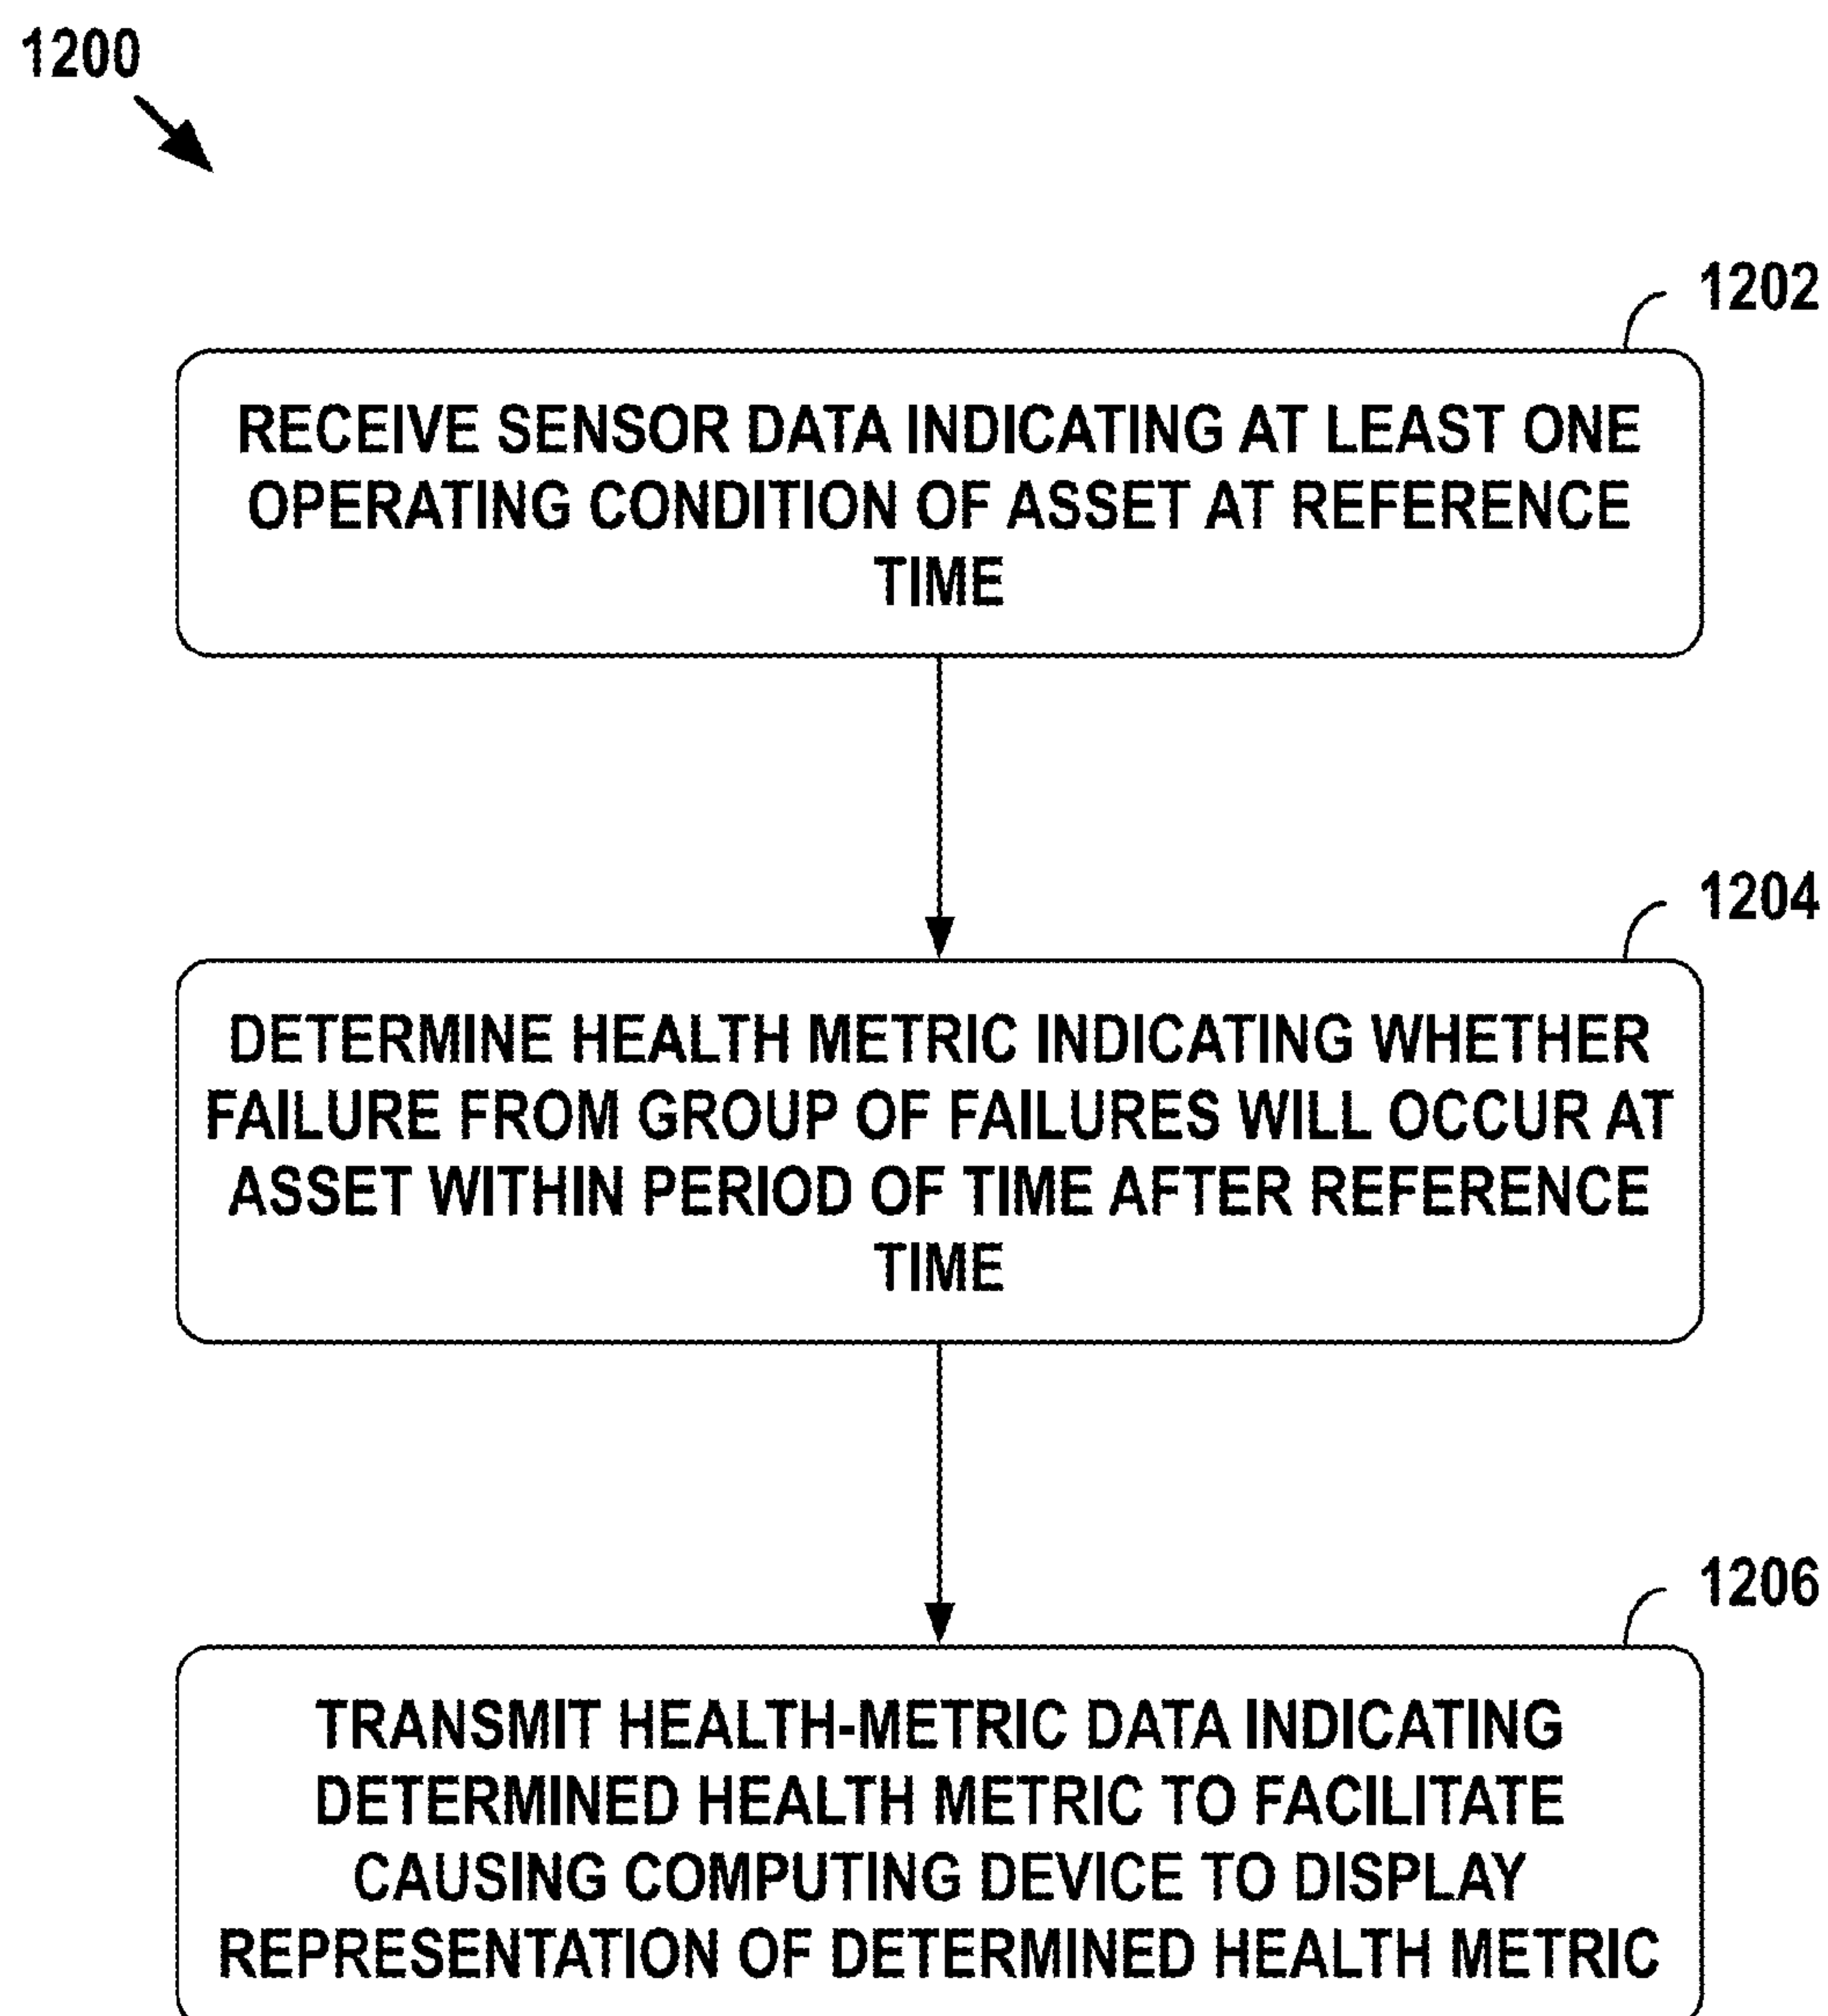 1200
1202
RECEIVE SENSOR DATA INDICATING AT LEAST ONE
OPERATING CONDITION OF ASSET AT REFERENCE
TIME
1204
DETERMINE HEALTH METRIC INDICATING WHETHER
FAILURE FROM GROUP OF FAILURES WILL OCCUR AT
ASSET WITHIN PERIOD OF TIME AFTER REFERENCE
TIME
1206
TRANSMIT HEALTH-METRIC DATA INDICATING
DETERMINED HEALTH METRIC TO FACILITATE
CAUSING COMPUTING DEVICE TO DISPLAY
REPRESENTATION OF DETERMINED HEALTH METRIC